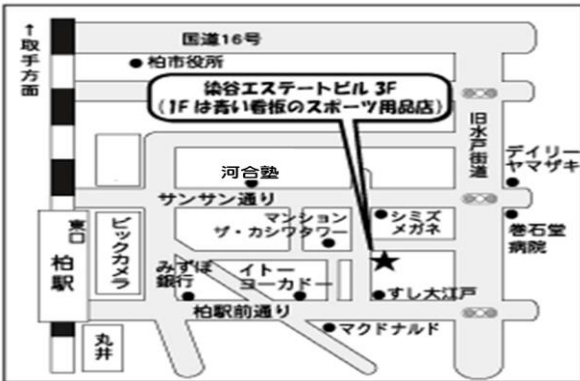 ↑取手方面
国道16号
柏市役所
染谷エステートビル 3F
(1F は青い看板のスポーツ用品店)
旧水戸街道
デイリー
ヤマザキ
河合塾
サンサン通り
マンション
ザ・カシワタワー
シミズ
メガネ
巻石堂
病院
東口
柏駅
ビックカメラ
みずほ
銀行
イトー
ヨーカドー
すし大江戸
柏駅前通り
マクドナルド
丸井